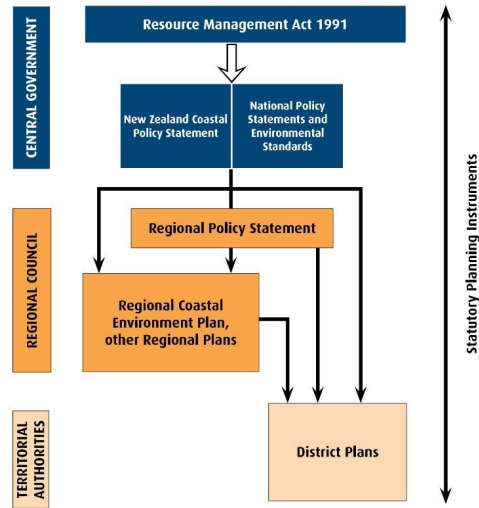 Resource Management Act 1991
CENTRAL GOVERNMENT
New Zealand Coastal
Policy Statement
National Policy
Statements and
Environmental
Standards
Statutory Planning Instruments
REGIONAL COUNCIL
Regional Policy Statement
Regional Coastal
Environment Plan,
other Regional Plans
TERRITORIAL
AUTHORITIES
District Plans